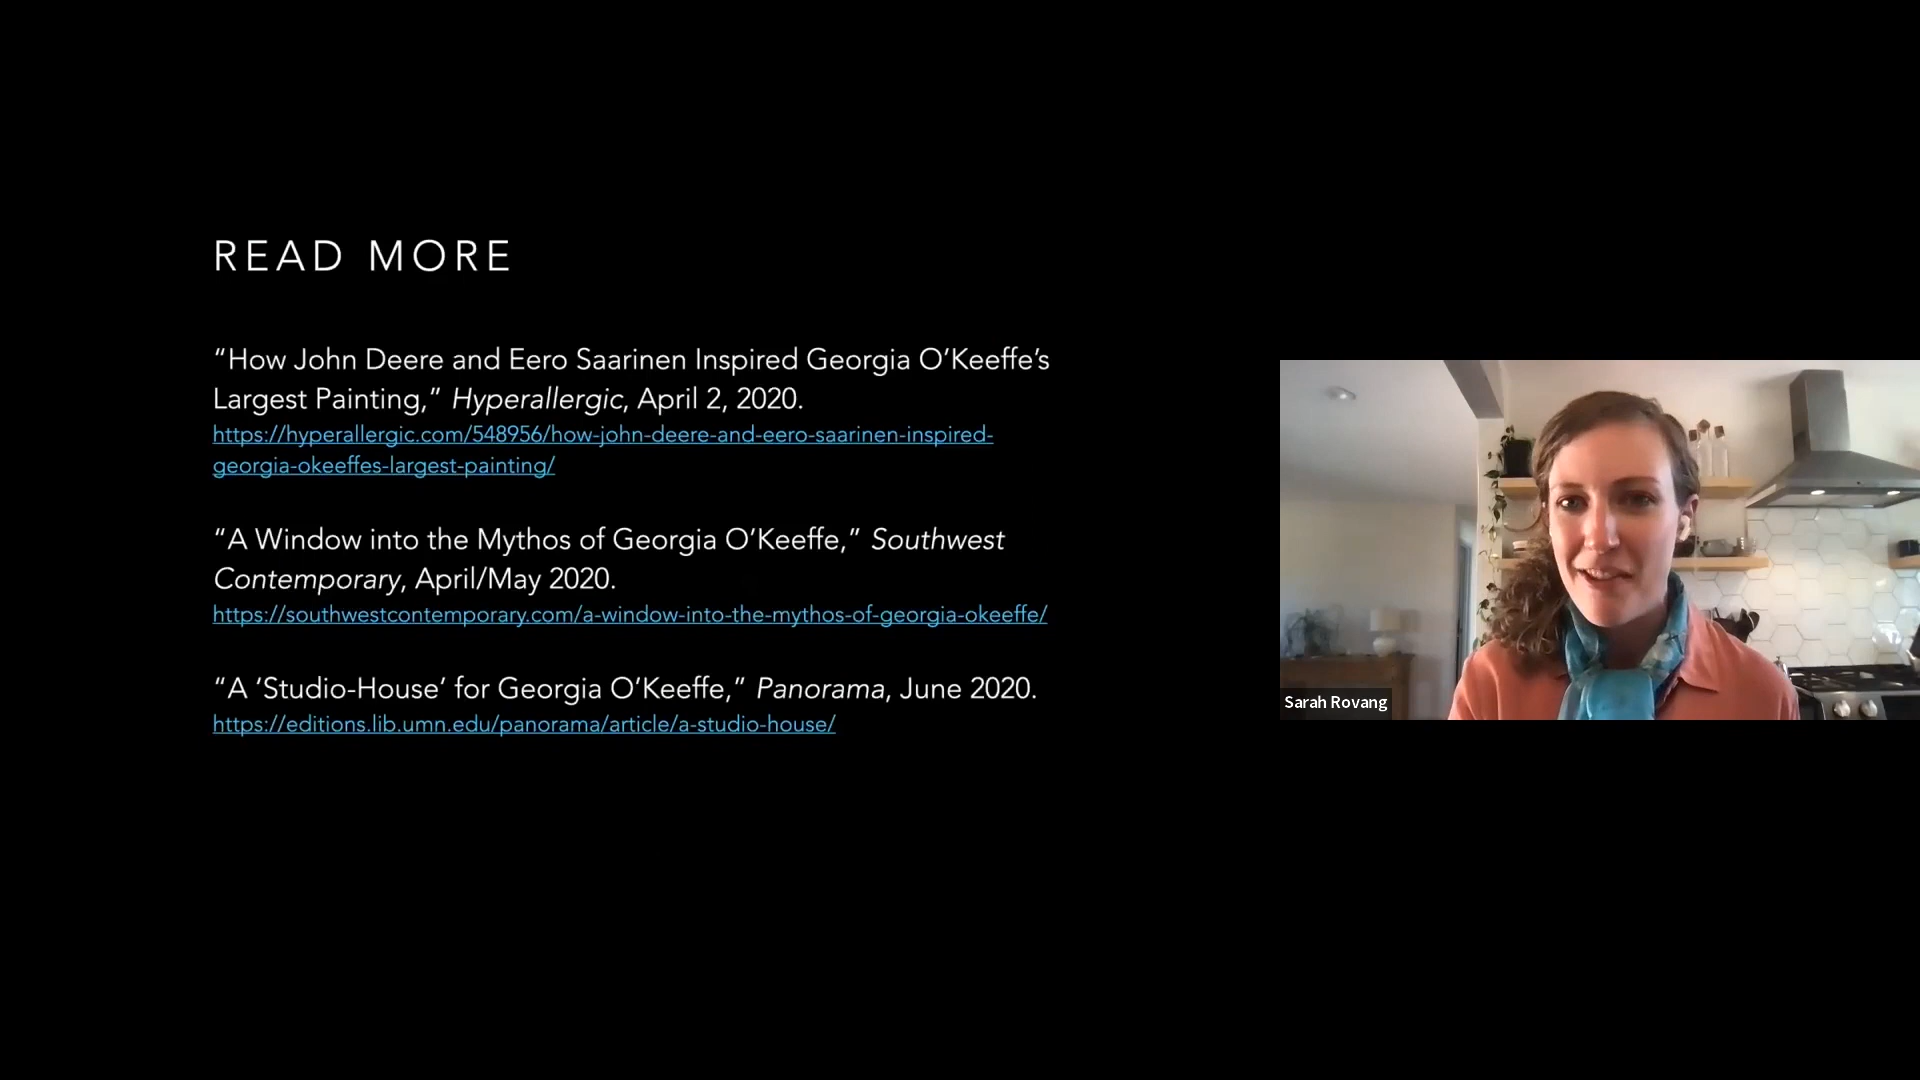 READ MORE
“How John Deere and Eero Saarinen Inspired Georgia O’Keeffe’s
Largest Painting,” Hyperallergic, April 2, 2020.
https://hyperallergic.com/548956/how-john-deere-and-eero-saarinen-inspired-
georgia-okeeffes-largest-painting/
“A Window into the Mythos of Georgia O’Keeffe,” Southwest
Contemporary, April/May 2020.
https://southwestcontemporary.com/a-window-into-the-mythos-of-georgia-okeeffe/
“A ‘Studio-House’ for Georgia O’Keeffe,” Panorama, June 2020.
https://editions.lib.umn.edu/panorama/article/a-studio-house/
Sarah Rovang